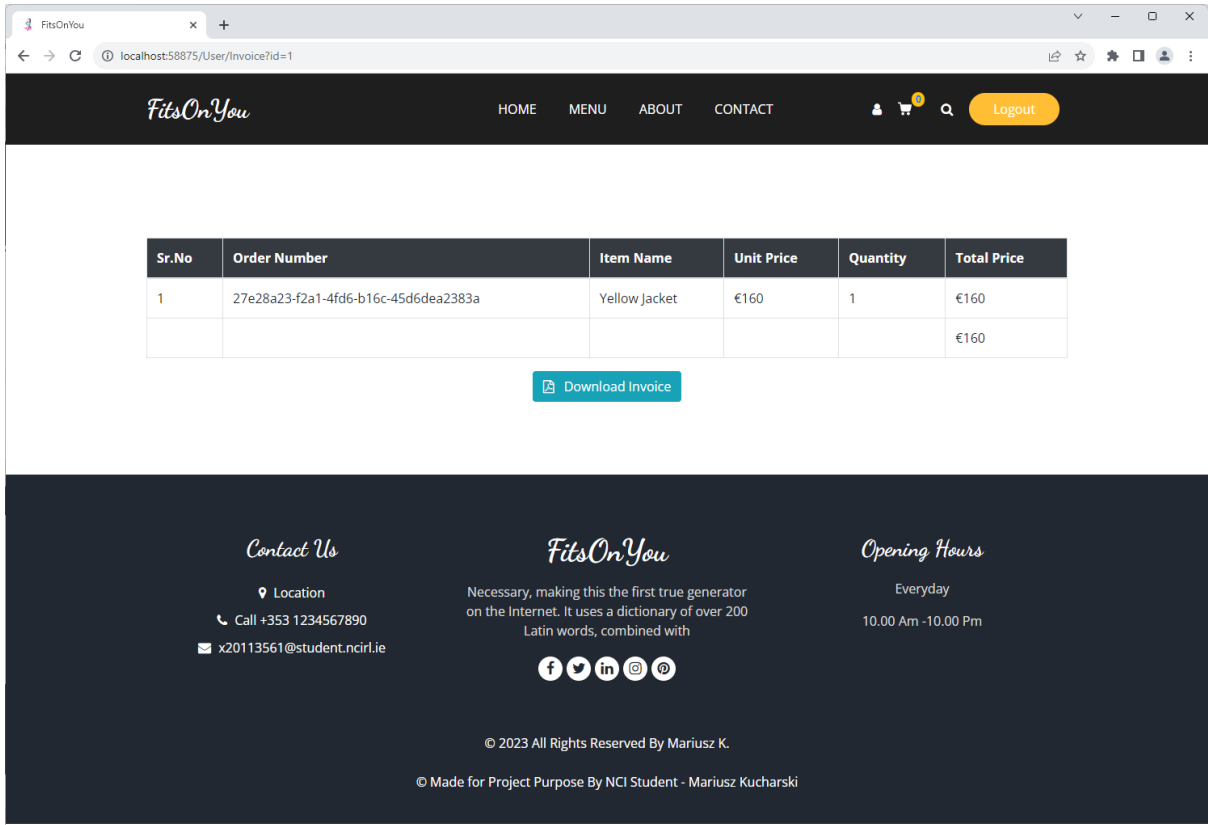 FitsOnYou
localhost:58875/User/Invoice?id=1
FitsOnYou HOME MENU ABOUT CONTACT 0 Logout
Sr.No Order Number Item Name Unit Price Quantity Total Price
1 27e28a23-f2a1-4fd6-b16c-45d6dea2383a Yellow Jacket €160 1 €160
€160
Download Invoice
Contact Us
Location
Call +353 1234567890
x20113561@student.ncirl.ie
FitsOnYou
Necessary, making this the first true generator
on the Internet. It uses a dictionary of over 200
Latin words, combined with
Opening Hours
Everyday
10.00 Am -10.00 Pm
© 2023 All Rights Reserved By Mariusz K.
© Made for Project Purpose By NCI Student - Mariusz Kucharski